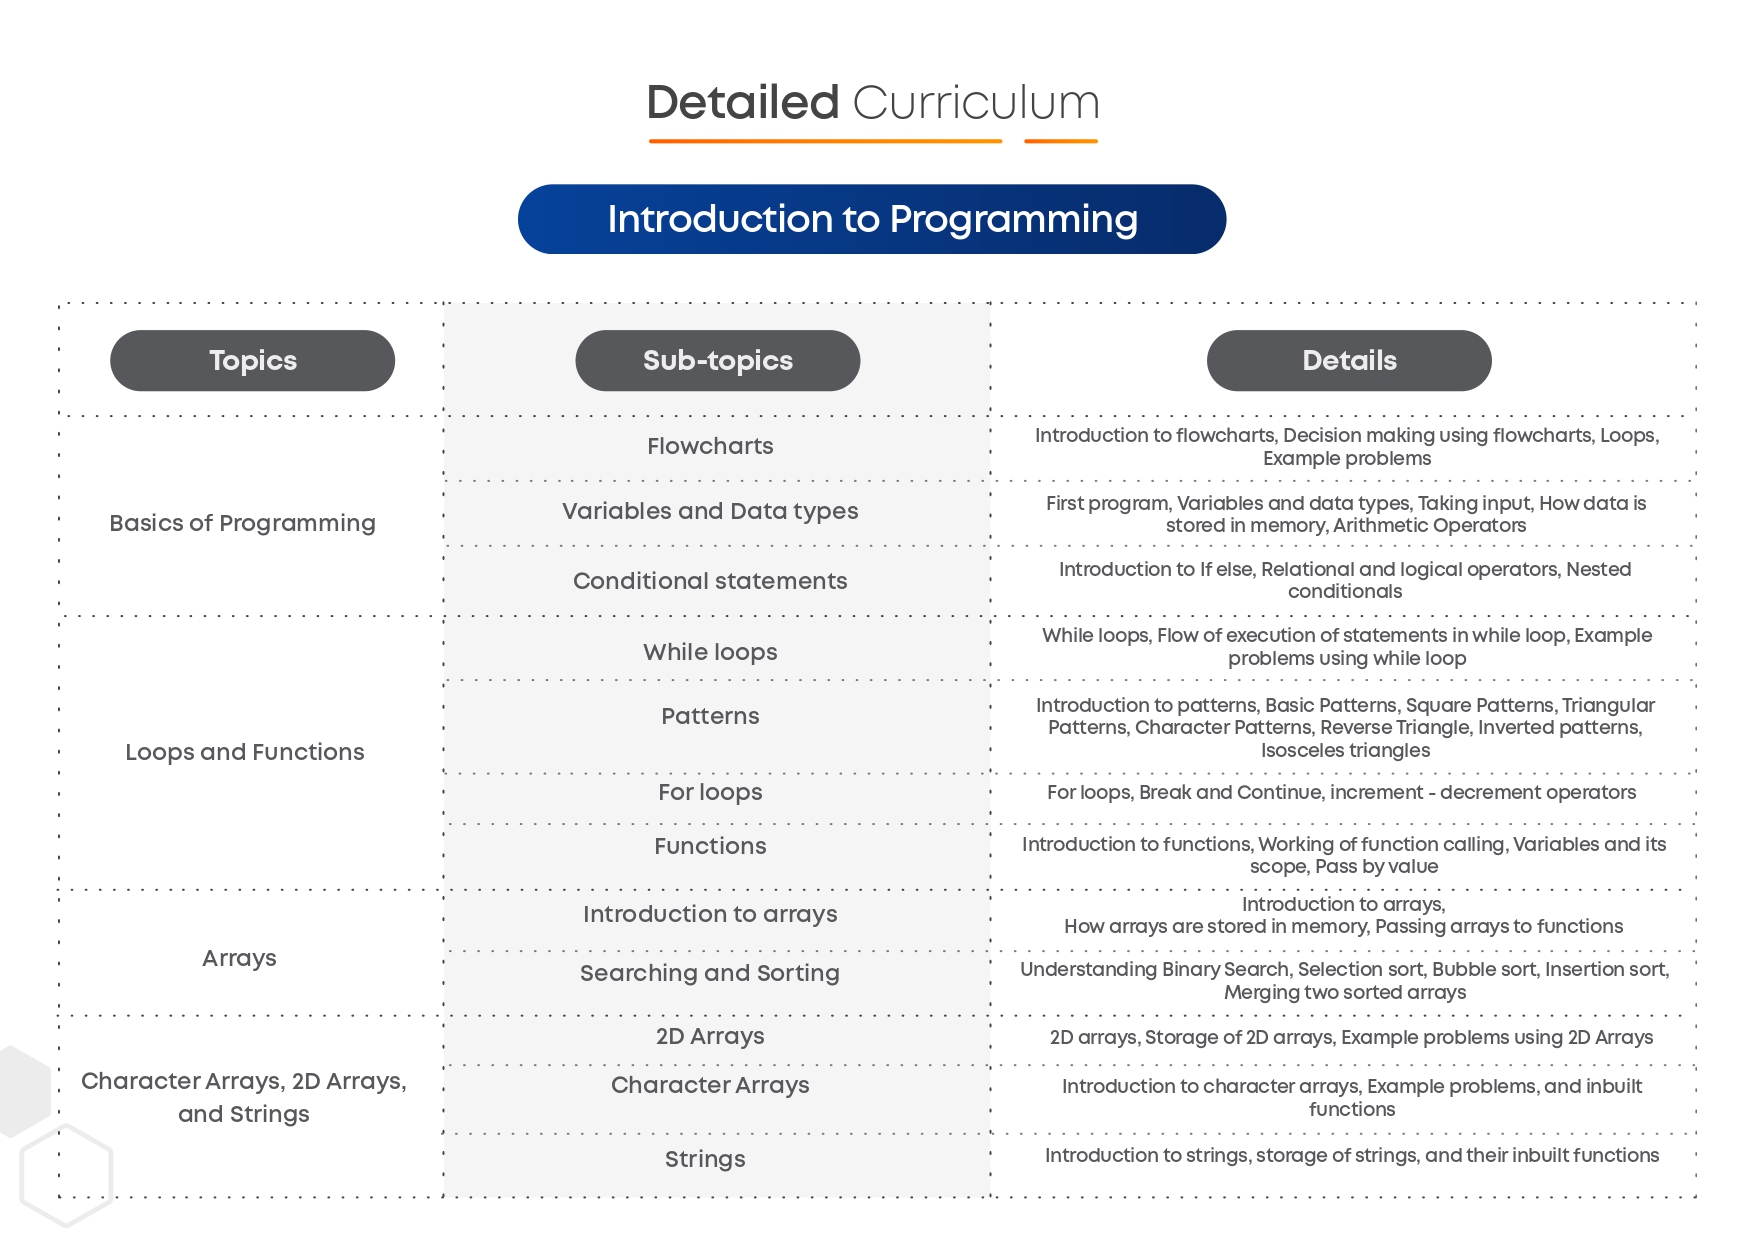 Detailed Curriculum
Introduction to Programming
Topics
Sub-topics
Details
Basics of Programming
Flowcharts
Introduction to flowcharts, Decision making using flowcharts, Loops,
Example problems
Variables and Data types
First program, Variables and data types, Taking input, How data is
stored in memory, Arithmetic Operators
Conditional statements
Introduction to If else, Relational and logical operators, Nested
conditionals
Loops and Functions
While loops
While loops, Flow of execution of statements in while loop, Example
problems using while loop
Patterns
Introduction to patterns, Basic Patterns, Square Patterns, Triangular
Patterns, Character Patterns, Reverse Triangle, Inverted patterns,
Isosceles triangles
For loops
For loops, Break and Continue, increment - decrement operators
Functions
Introduction to functions, Working of function calling, Variables and its
scope, Pass by value
Arrays
Introduction to arrays
Introduction to arrays,
How arrays are stored in memory, Passing arrays to functions
Searching and Sorting
Understanding Binary Search, Selection sort, Bubble sort, Insertion sort,
Merging two sorted arrays
Character Arrays, 2D Arrays,
and Strings
2D Arrays
2D arrays, Storage of 2D arrays, Example problems using 2D Arrays
Character Arrays
Introduction to character arrays, Example problems, and inbuilt
functions
Strings
Introduction to strings, storage of strings, and their inbuilt functions